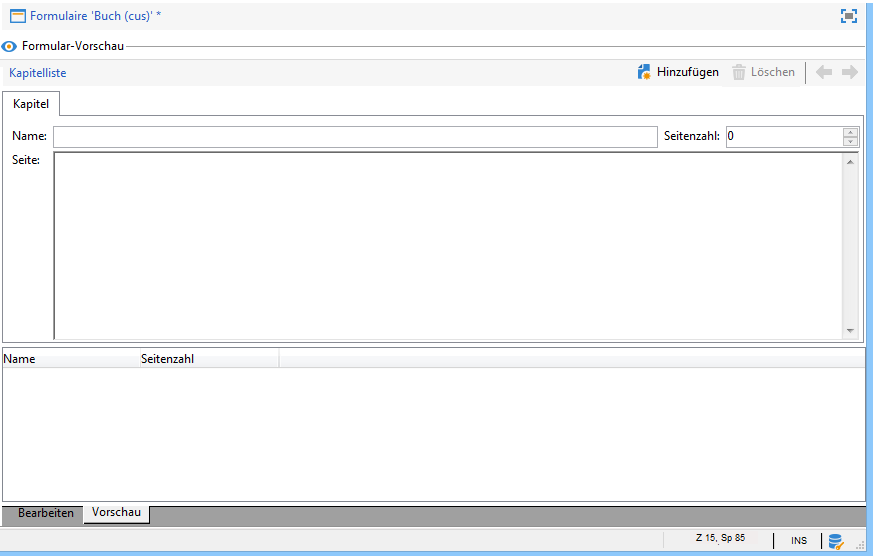 Formulaire 'Buch (cus)' *
Formular-Vorschau
Kapitelliste Hinzufügen Löschen
Kapitel
Name: Seitenzahl: 0
Seite:
Name Seitenzahl
Bearbeiten Vorschau
Z 15, Sp 85 INS